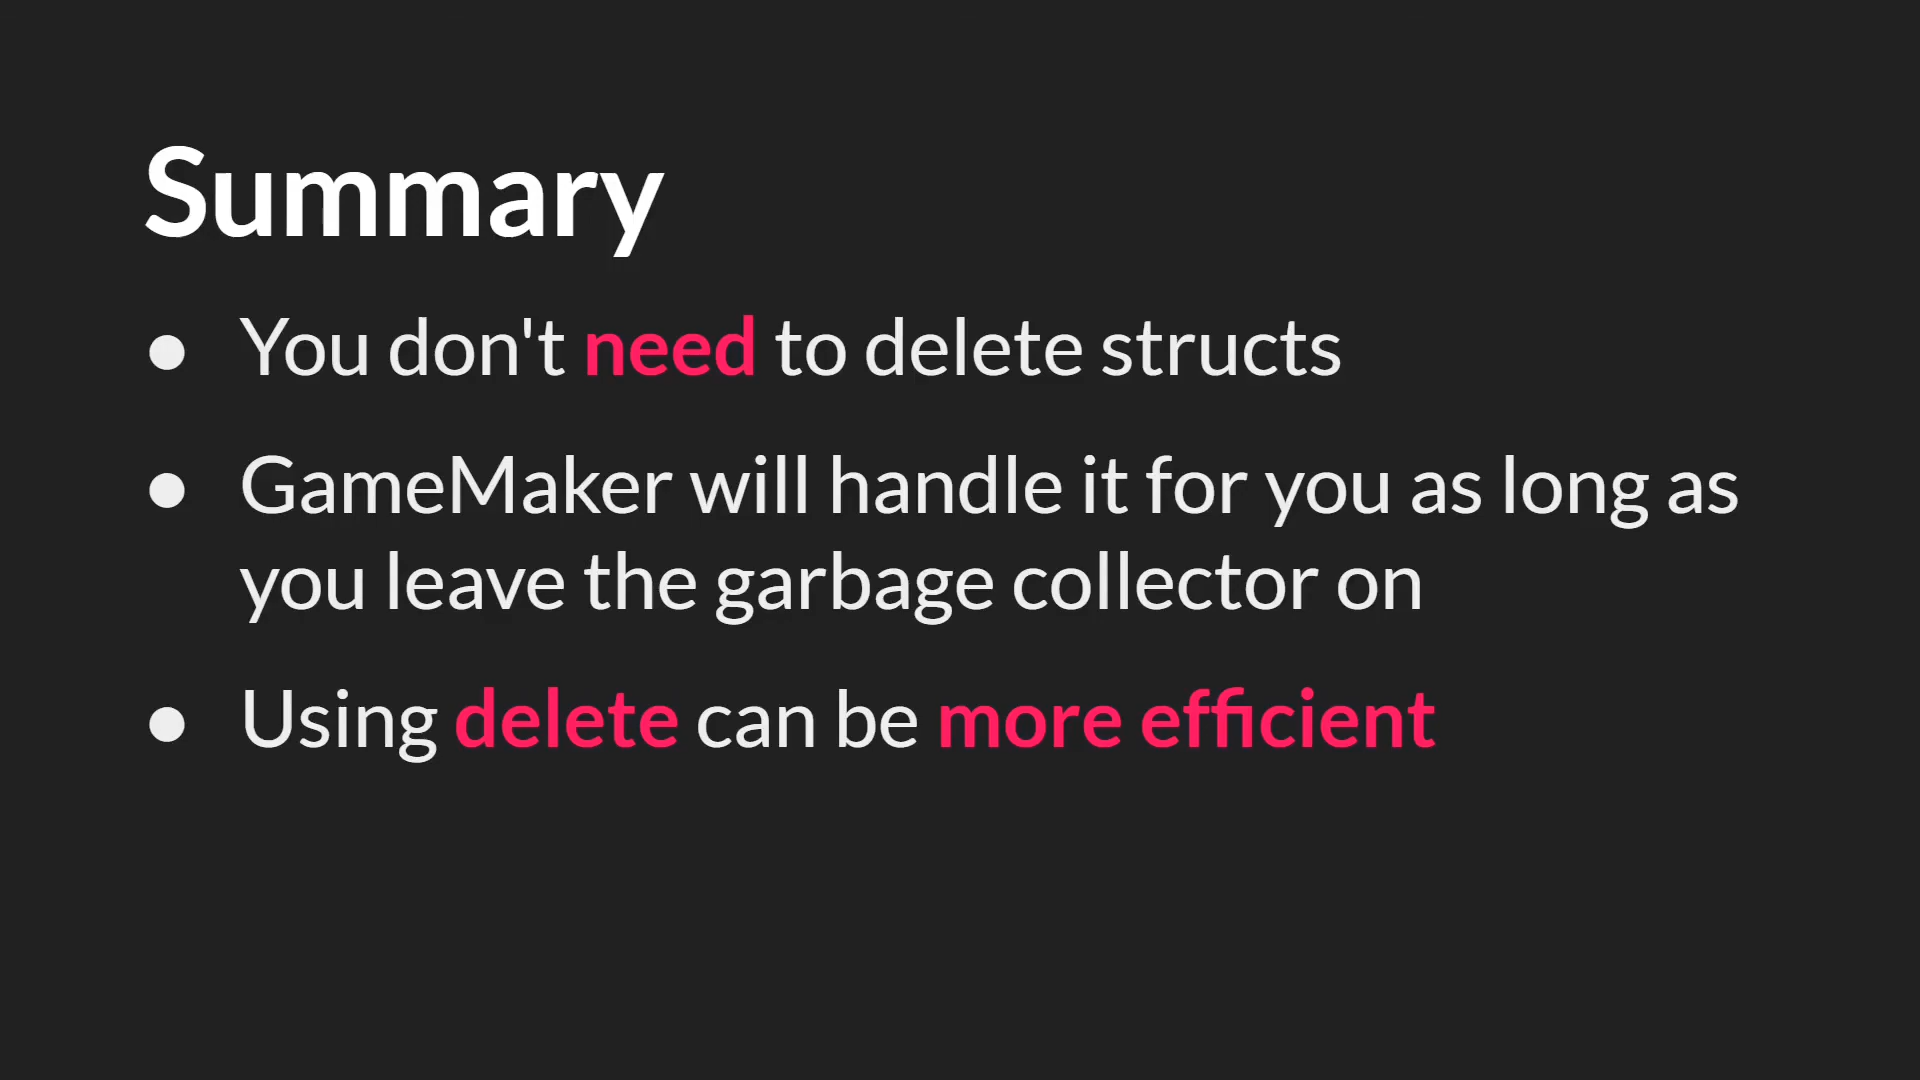 Summary
● You don't need to delete structs
● GameMaker will handle it for you as long as
you leave the garbage collector on
● Using delete can be more efficient